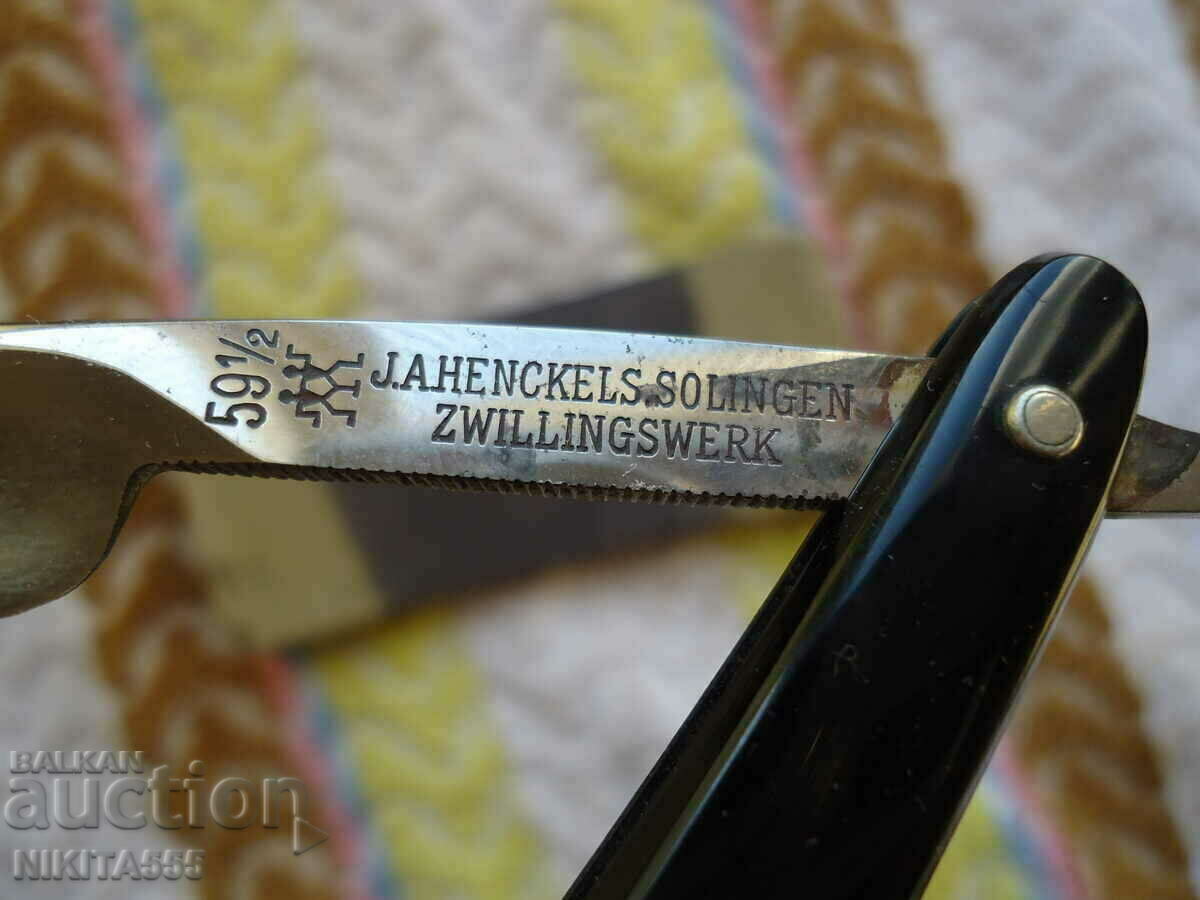 59½
J.A.HENCKELS.SOLINGEN
ZWILLINGSWERK
BALKAN
auction
NIKITA555